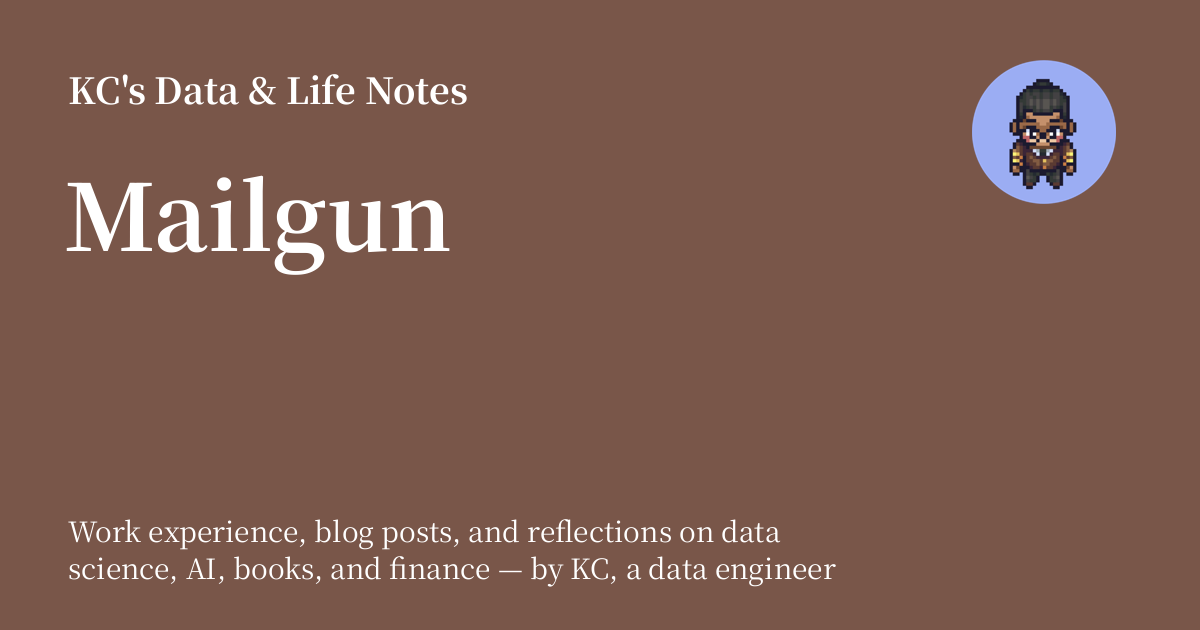 KC's Data & Life Notes
Mailgun
Work experience, blog posts, and reflections on data
science, AI, books, and finance — by KC, a data engineer